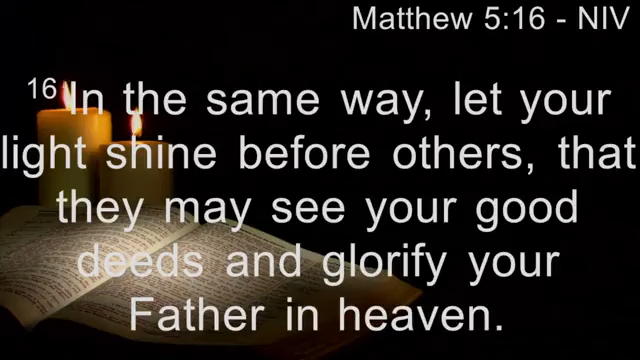 Matthew 5:16 - NIV
16 In the same way, let your
light shine before others, that
they may see your good
deeds and glorify your
Father in heaven.